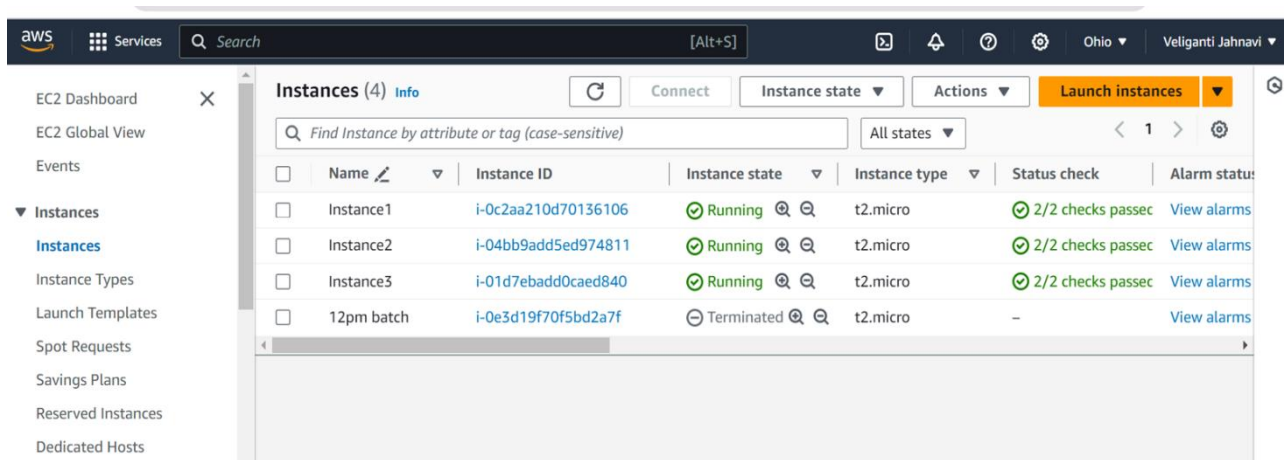 aws Services Search [Alt+S] Ohio Veliganti Jahnavi
EC2 Dashboard
EC2 Global View
Events
Instances
Instances
Instance Types
Launch Templates
Spot Requests
Savings Plans
Reserved Instances
Dedicated Hosts
Instances (4) Info Connect Instance state Actions Launch instances
Find Instance by attribute or tag (case-sensitive) All states 1
Name Instance ID Instance state Instance type Status check Alarm status
Instance1 i-0c2aa210d70136106 Running t2.micro 2/2 checks passec View alarms
Instance2 i-04bb9add5ed974811 Running t2.micro 2/2 checks passec View alarms
Instance3 i-01d7ebadd0caed840 Running t2.micro 2/2 checks passec View alarms
12pm batch i-0e3d19f70f5bd2a7f Terminated t2.micro – View alarms